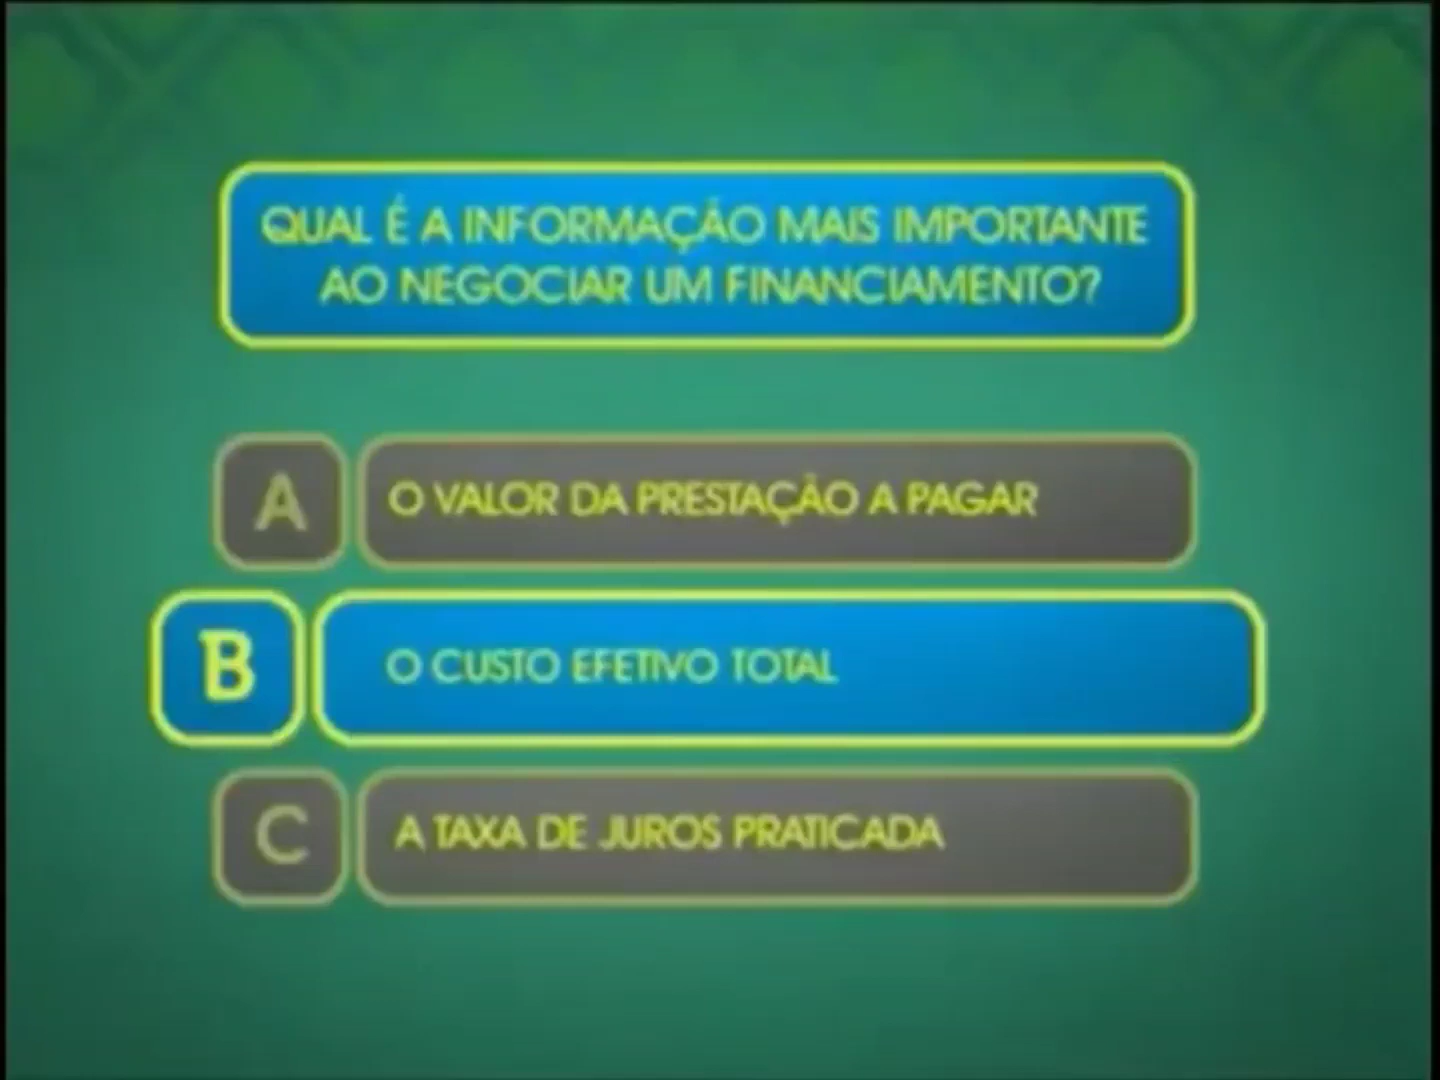 QUAL É A INFORMAÇÃO MAIS IMPORTANTE
AO NEGOCIAR UM FINANCIAMENTO?
A O VALOR DA PRESTAÇÃO A PAGAR
B O CUSTO EFETIVO TOTAL
C A TAXA DE JUROS PRATICADA